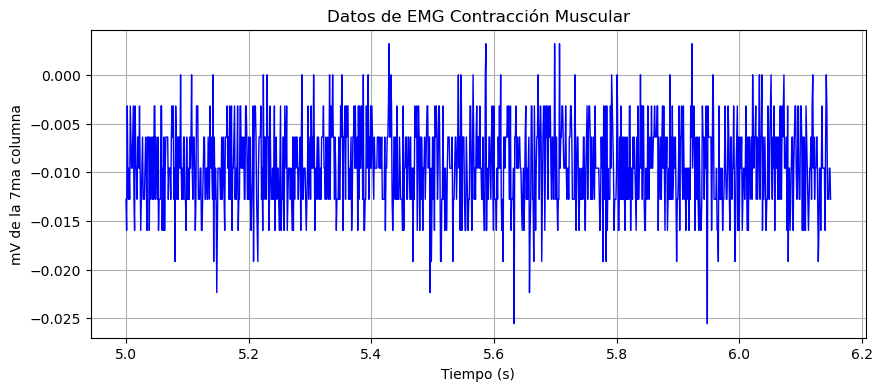 Datos de EMG Contracción Muscular
mV de la 7ma columna
0.000
−0.005
−0.010
−0.015
−0.020
−0.025
5.0 5.2 5.4 5.6 5.8 6.0 6.2
Tiempo (s)